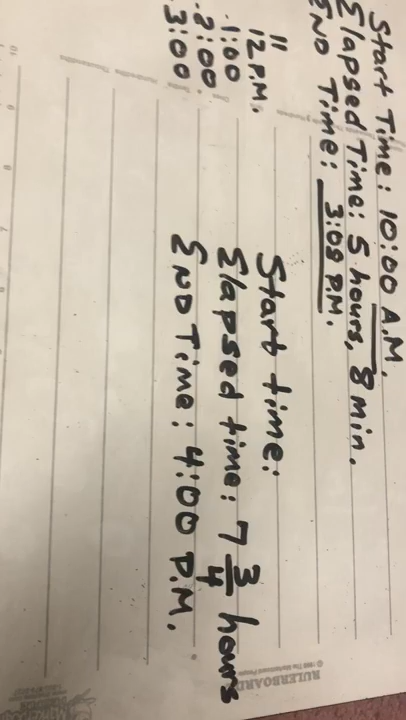 Start Time: 10:00 A.M.
Elapsed Time: 5 hours, 8 min.
END Time: 3:08 P.M.
11
12 P.M.
1:00
2:00
3:00
Start time:
Elapsed time: 7 3/4 hours
END Time: 4:00 P.M.
RULERBOARD